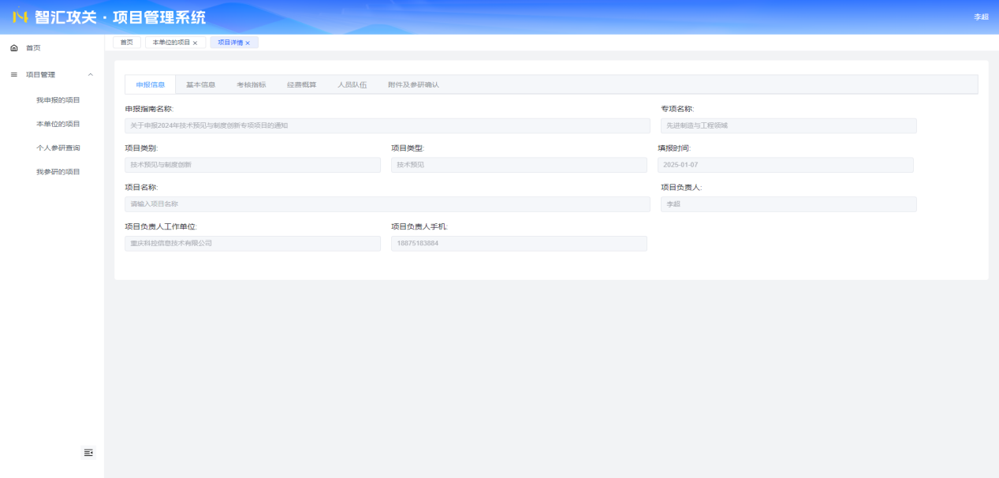 智汇攻关·项目管理系统
李超
首页
本单位的项目 ×
项目详情 ×
首页
项目管理
我申报的项目
本单位的项目
个人参研查询
我参研的项目
申报信息
基本信息
考核指标
经费概算
人员队伍
附件及参研确认
申报指南名称:
专项名称:
关于申报2024年技术预见与制度创新专项项目的通知
先进制造与工程领域
项目类别:
项目类型:
填报时间:
技术预见与制度创新
技术预见
2025-01-07
项目名称:
项目负责人:
请输入项目名称
李超
项目负责人工作单位:
项目负责人手机:
重庆科控信息技术有限公司
18875183884